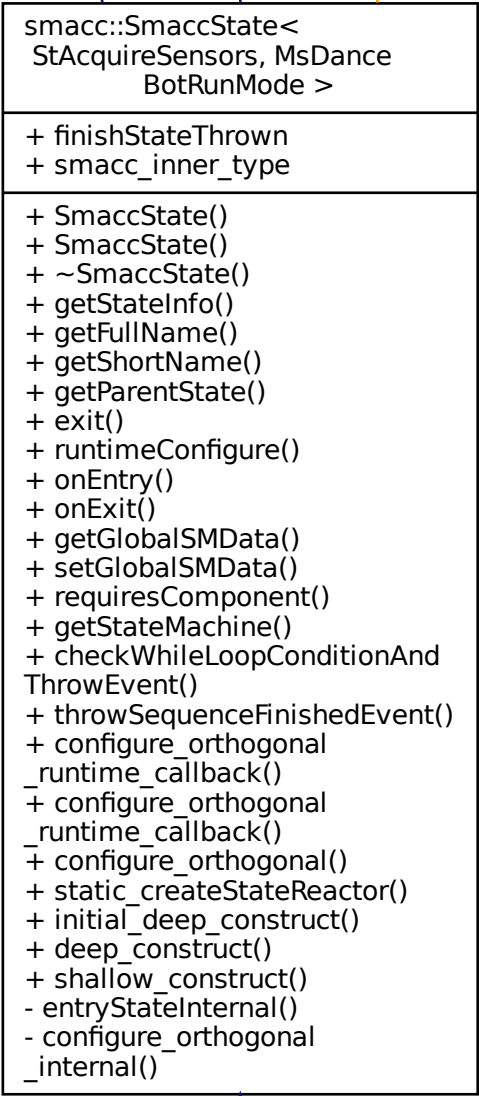 smacc::SmaccState<
StAcquireSensors, MsDance
BotRunMode >
+ finishStateThrown
+ smacc_inner_type
+ SmaccState()
+ SmaccState()
+ ~SmaccState()
+ getStateInfo()
+ getFullName()
+ getShortName()
+ getParentState()
+ exit()
+ runtimeConfigure()
+ onEntry()
+ onExit()
+ getGlobalSMData()
+ setGlobalSMData()
+ requiresComponent()
+ getStateMachine()
+ checkWhileLoopConditionAnd
ThrowEvent()
+ throwSequenceFinishedEvent()
+ configure_orthogonal
_runtime_callback()
+ configure_orthogonal
_runtime_callback()
+ configure_orthogonal()
+ static_createStateReactor()
+ initial_deep_construct()
+ deep_construct()
+ shallow_construct()
- entryStateInternal()
- configure_orthogonal
_internal()